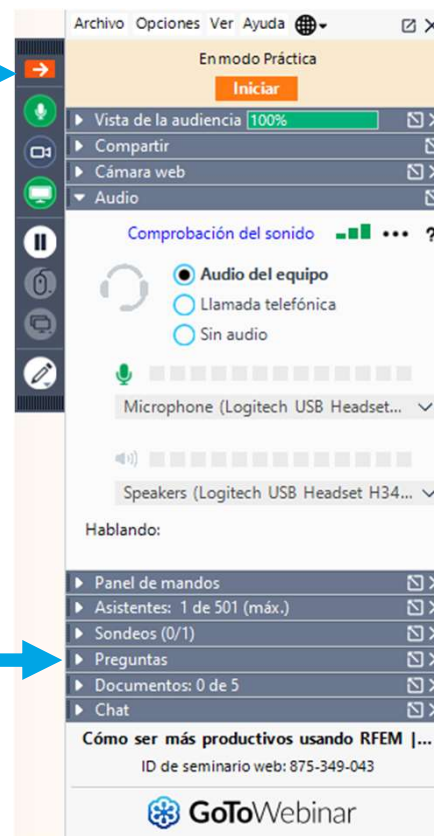 Archivo Opciones Ver Ayuda
En modo Práctica
Iniciar
Vista de la audiencia 100%
Compartir
Cámara web
Audio
Comprobación del sonido ?
Audio del equipo
Llamada telefónica
Sin audio
Microphone (Logitech USB Headset...
Speakers (Logitech USB Headset H34...
Hablando:
Panel de mandos
Asistentes: 1 de 501 (máx.)
Sondeos (0/1)
Preguntas
Documentos: 0 de 5
Chat
Cómo ser más productivos usando RFEM |...
ID de seminario web: 875-349-043
GoToWebinar